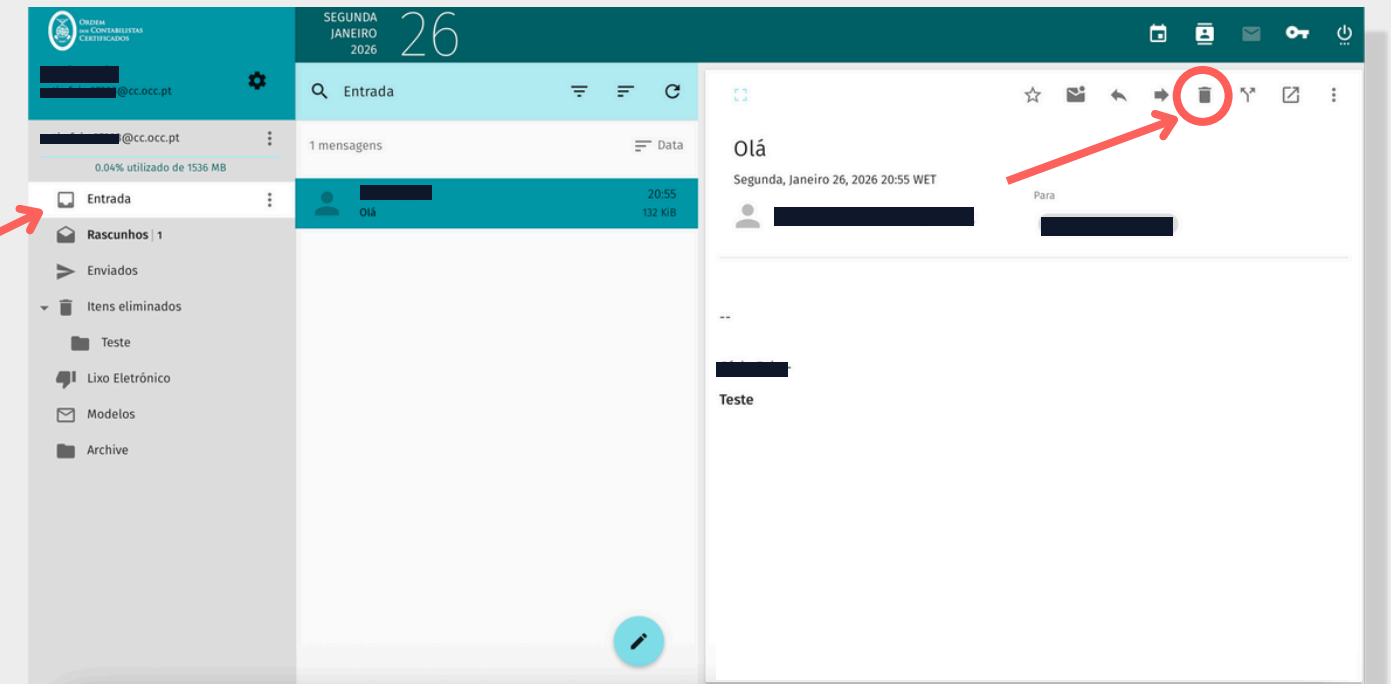 ORDEM
DOS CONTABILISTAS
CERTIFICADOS
@cc.occ.pt
@cc.occ.pt
0.04% utilizado de 1536 MB
Entrada
Rascunhos | 1
Enviados
Itens eliminados
Teste
Lixo Eletrónico
Modelos
Archive
SEGUNDA
JANEIRO
2026
26
Entrada
1 mensagens
Data
20:55
Olá
132 KiB
Olá
Segunda, Janeiro 26, 2026 20:55 WET
Para
--
Teste